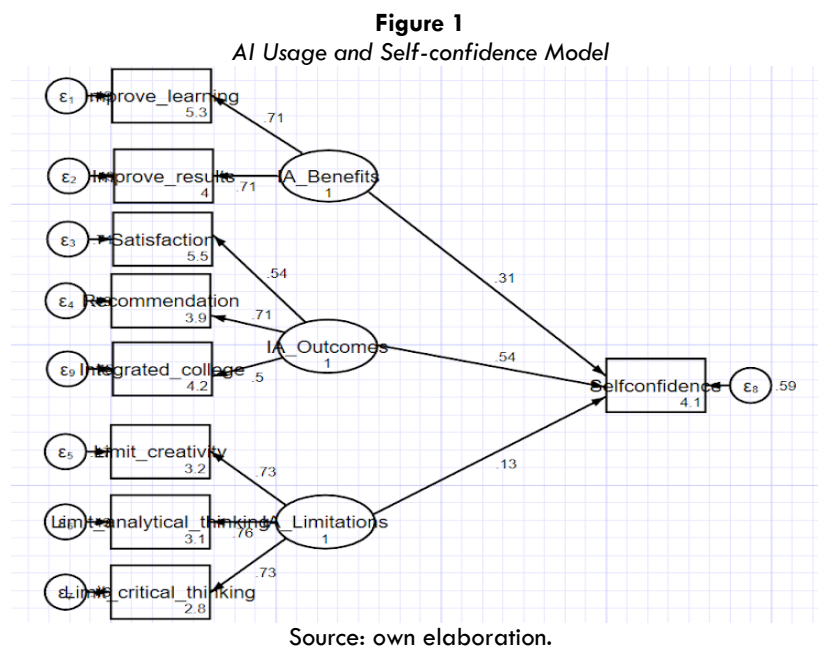 Figure 1
AI Usage and Self-confidence Model
ε₁
Improve_learning
5.3
.71
ε₂
Improve_results
4
.71
IA_Benefits
1
ε₃
Satisfaction
5.5
.54
.31
ε₄
Recommendation
3.9
.71
IA_Outcomes
1
.54
ε₉
Integrated_college
4.2
.5
Selfconfidence
4.1
ε₈
.59
ε₅
Limit_creativity
3.2
.73
.13
Limit_analytical_thinking
3.1
.76
IA_Limitations
1
Limit_critical_thinking
2.8
.73
Source: own elaboration.